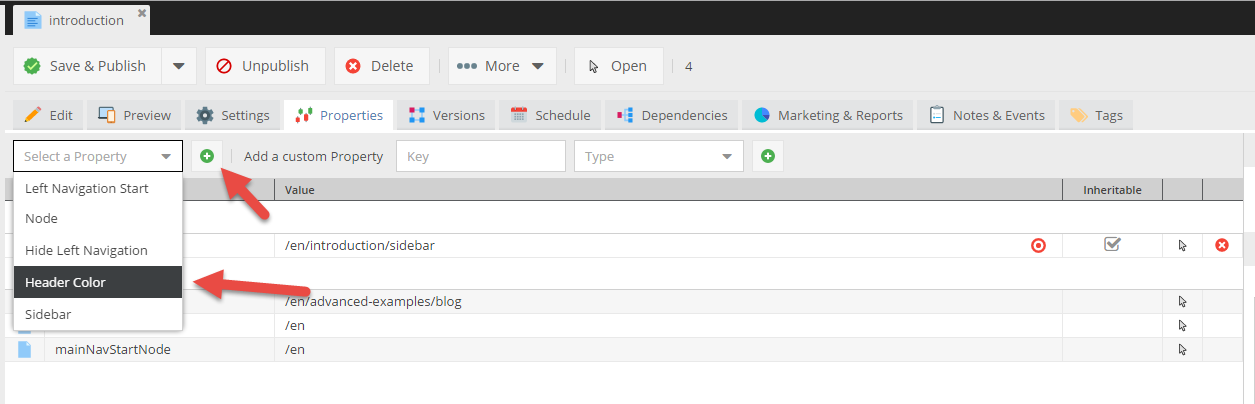 introduction
Save & Publish Unpublish Delete More Open 4
Edit Preview Settings Properties Versions Schedule Dependencies Marketing & Reports Notes & Events Tags
Select a Property Add a custom Property Key Type
Value Inheritable
Left Navigation Start
Node
/en/introduction/sidebar
Hide Left Navigation
Header Color
/en/advanced-examples/blog
Sidebar
/en
mainNavStartNode /en